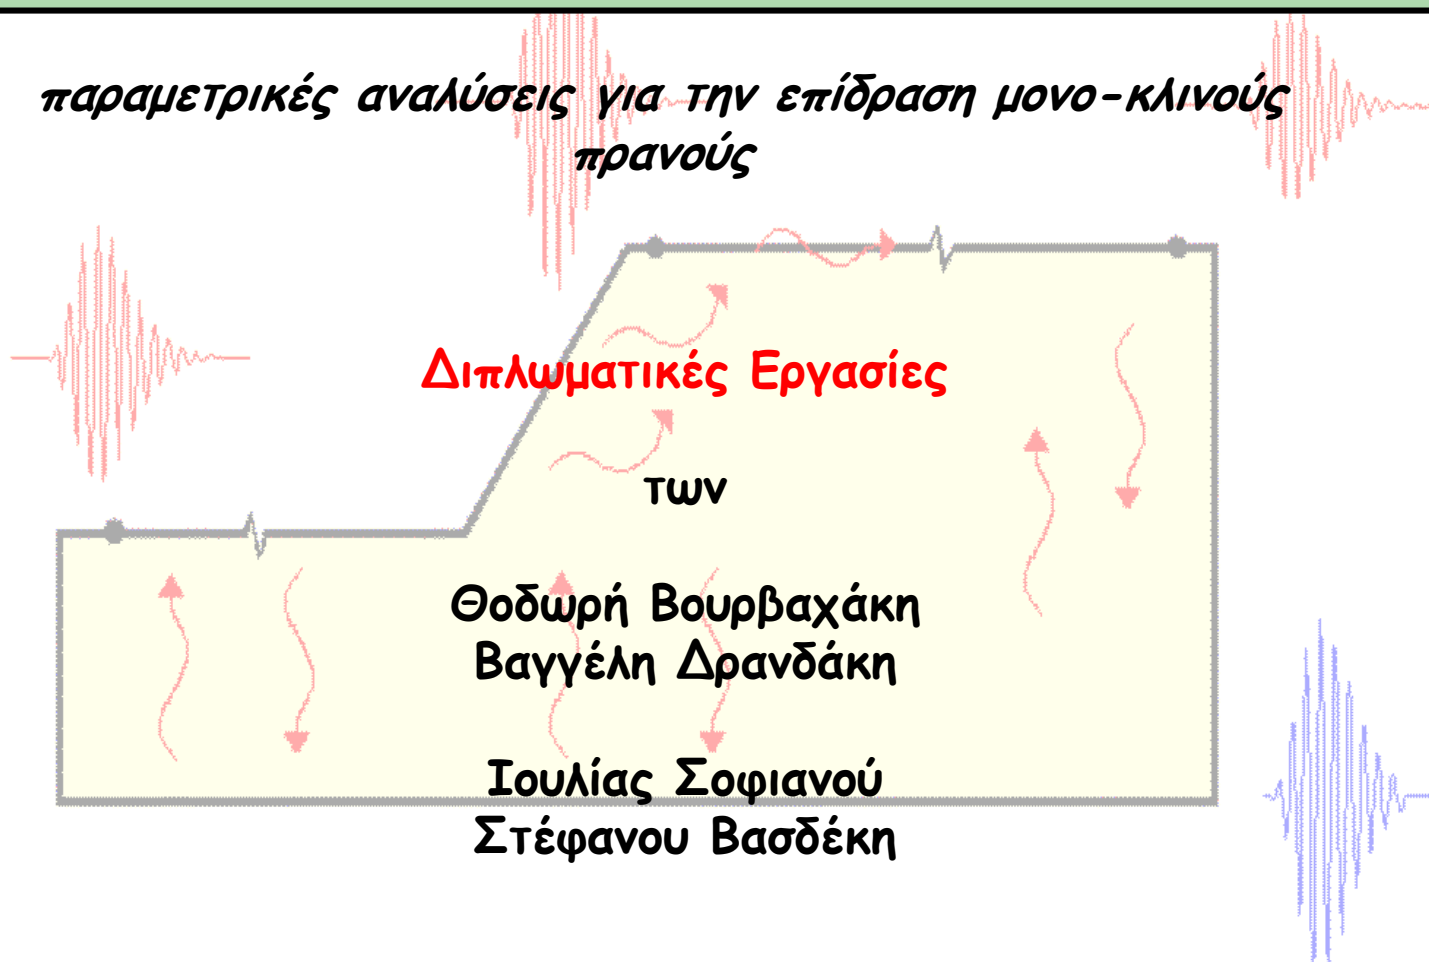 παραμετρικές αναλύσεις για την επίδραση μονο-κλινούς
πρανούς
Διπλωματικές Εργασίες
των
Θοδωρή Βουρβαχάκη
Βαγγέλη Δρανδάκη
Ιουλίας Σοφιανού
Στέφανου Βασδέκη